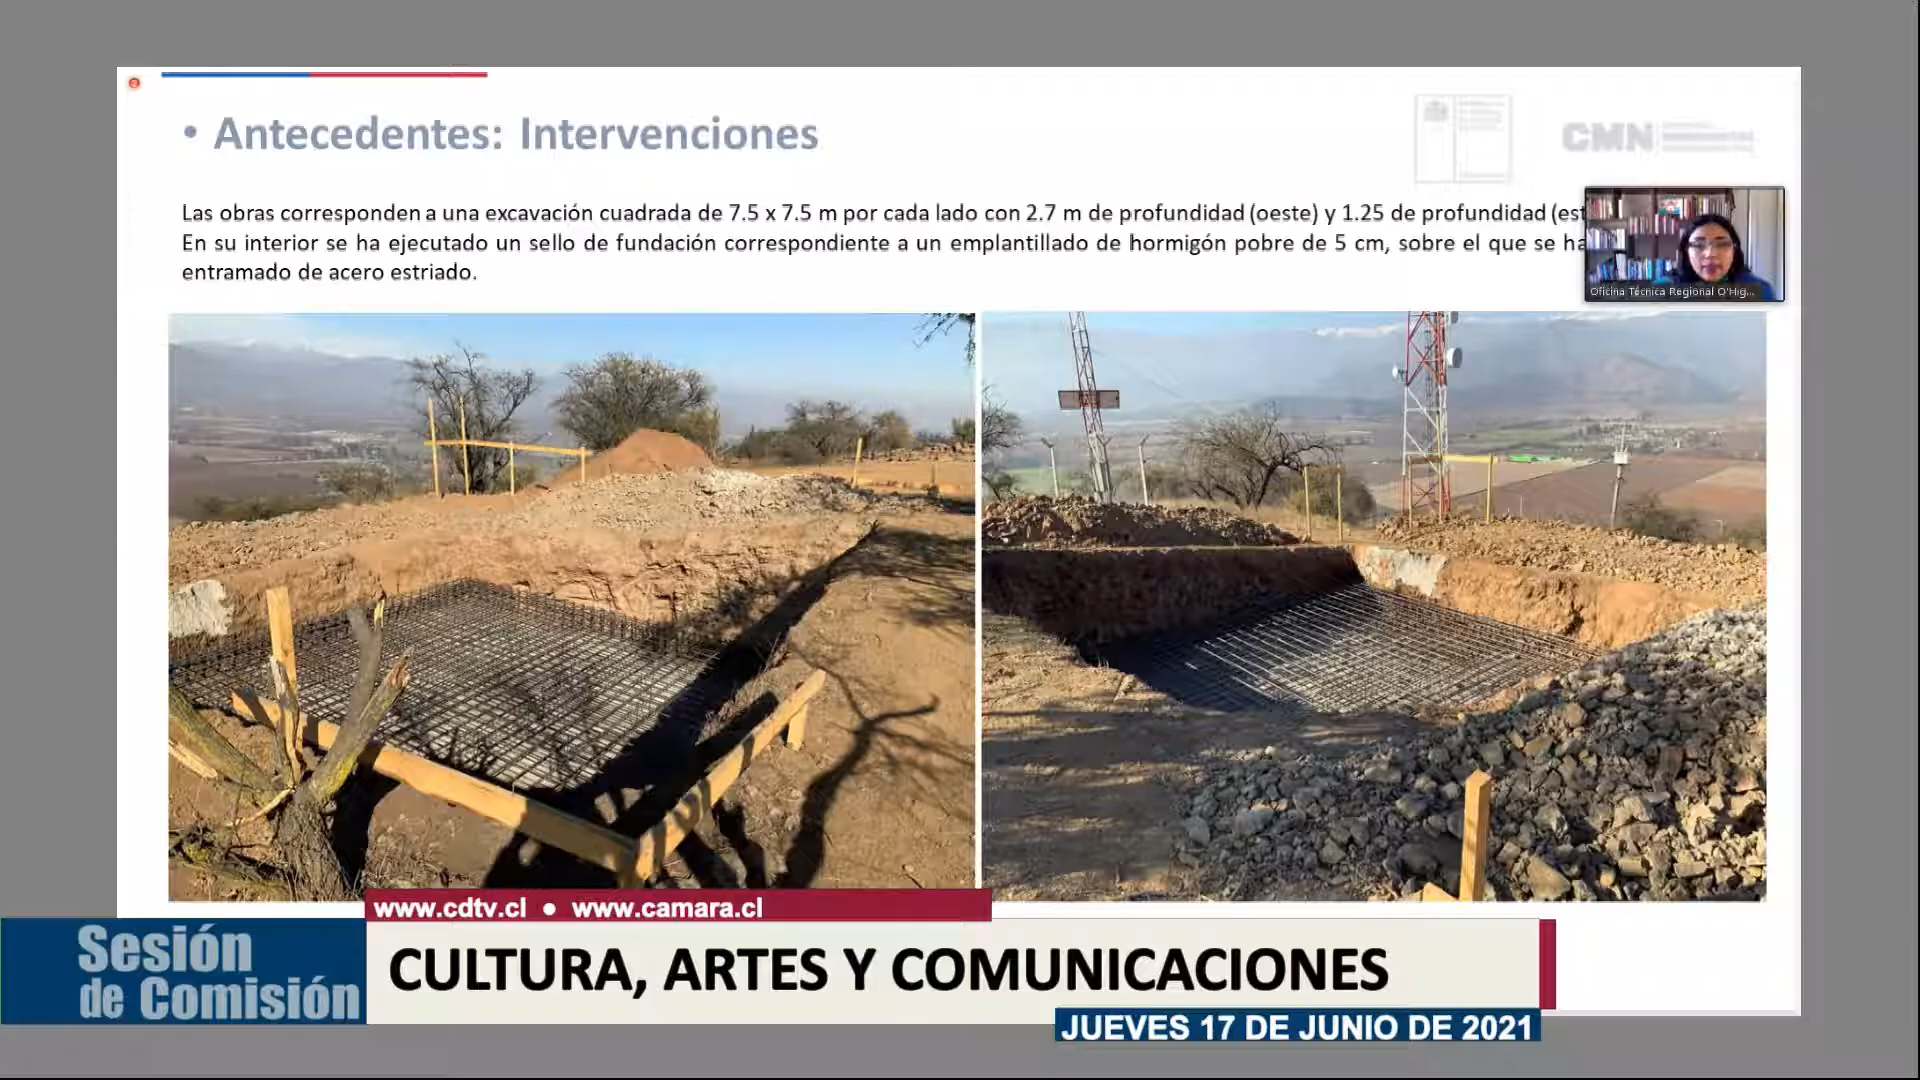 • Antecedentes: Intervenciones
CMN
Las obras corresponden a una excavación cuadrada de 7.5 x 7.5 m por cada lado con 2.7 m de profundidad (oeste) y 1.25 de profundidad (est
En su interior se ha ejecutado un sello de fundación correspondiente a un emplantillado de hormigón pobre de 5 cm, sobre el que se ha
entramado de acero estriado.
Oficina Técnica Regional O'Hig...
www.cdtv.cl ● www.camara.cl
Sesión
de Comisión
CULTURA, ARTES Y COMUNICACIONES
JUEVES 17 DE JUNIO DE 2021